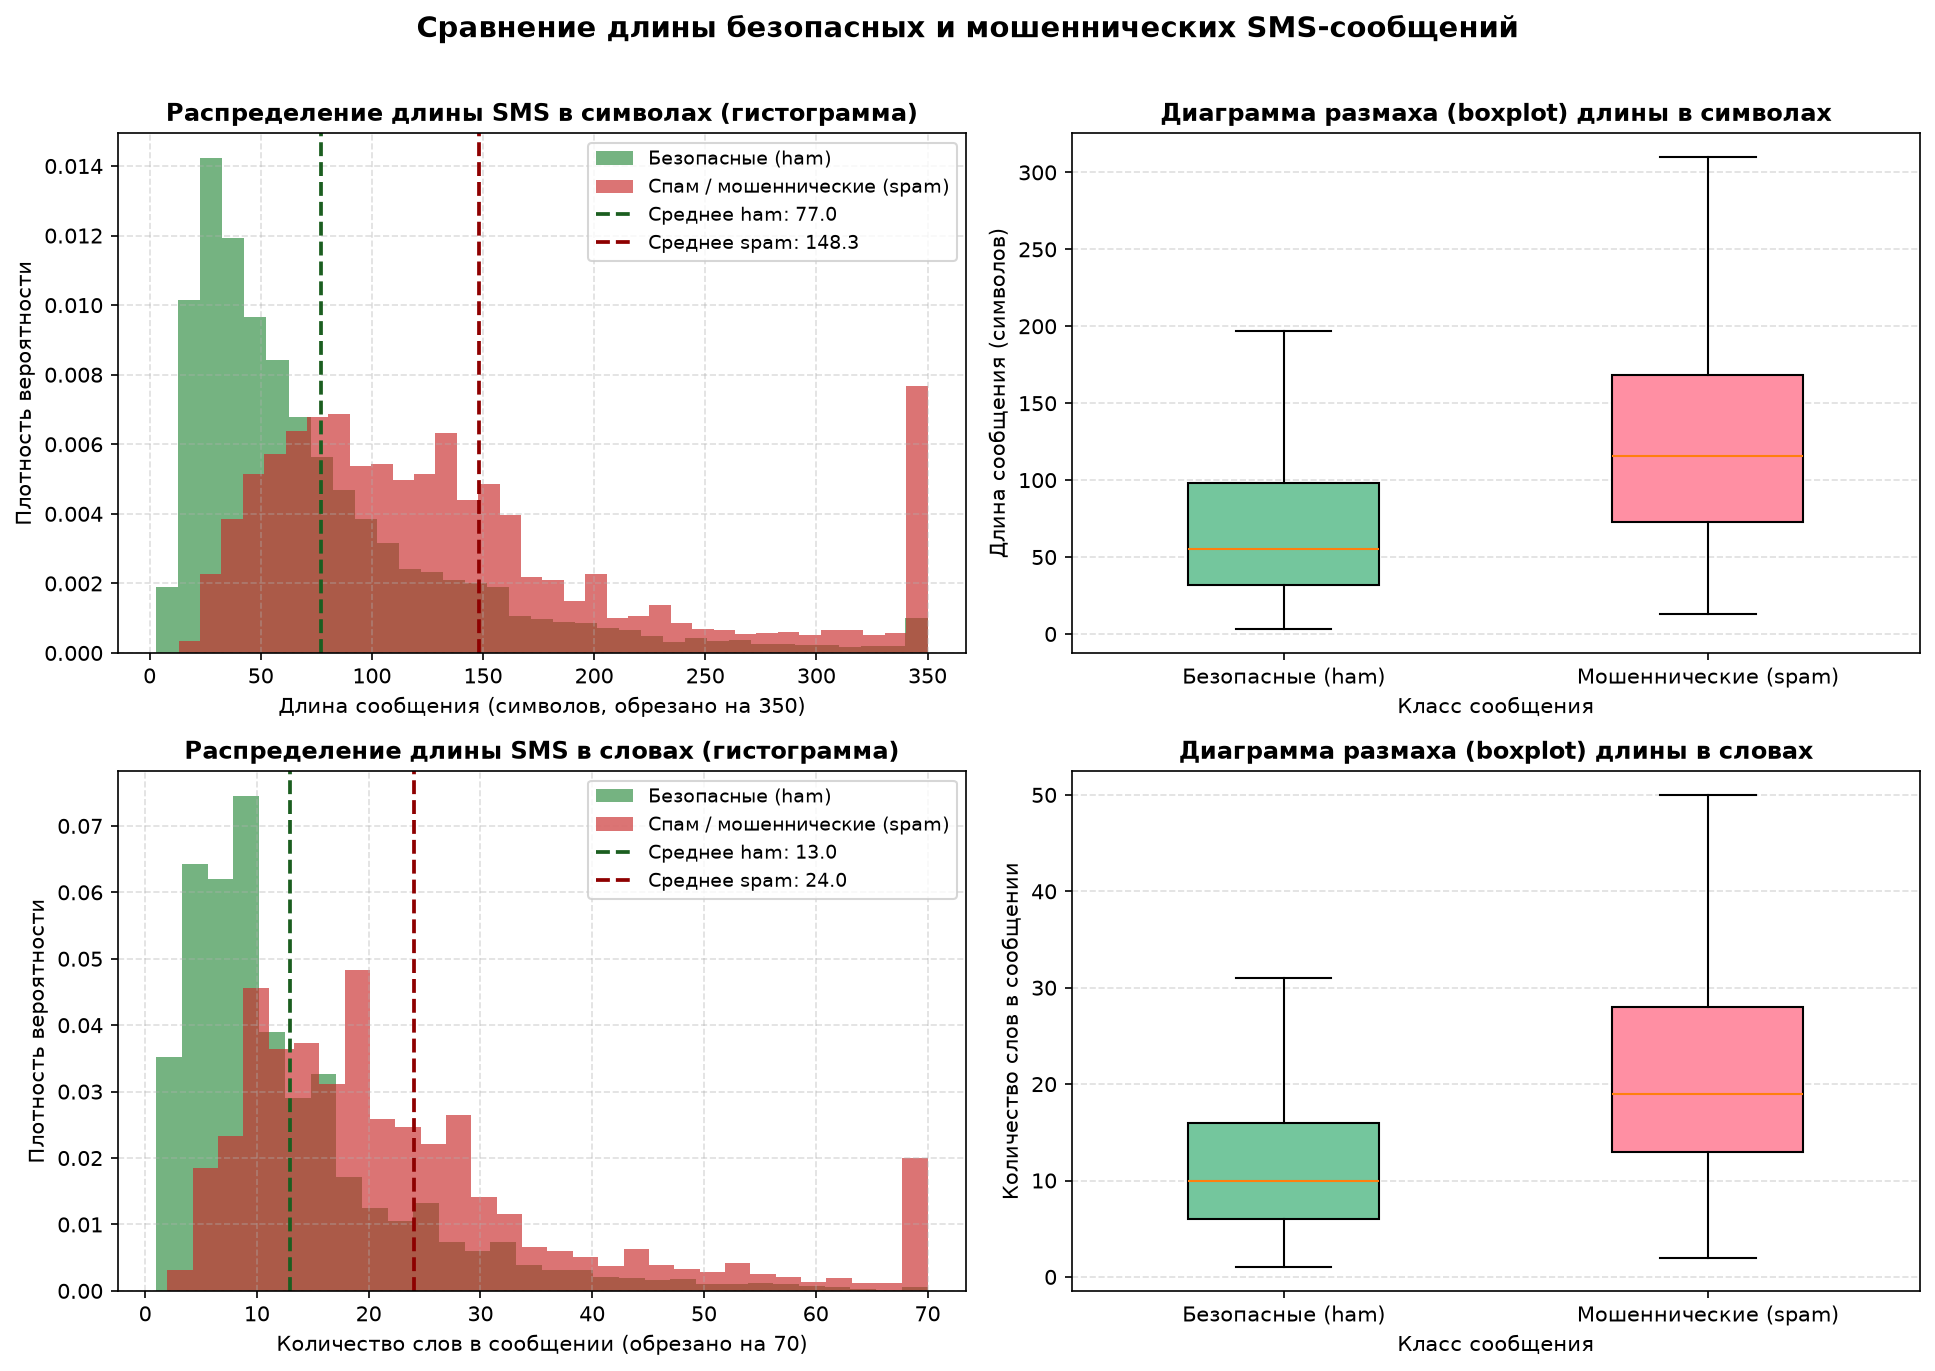 Сравнение длины безопасных и мошеннических SMS-сообщений
Распределение длины SMS в символах (гистограмма)
Плотность вероятности
0.014
0.012
0.010
0.008
0.006
0.004
0.002
0.000
Безопасные (ham)
Спам / мошеннические (spam)
Среднее ham: 77.0
Среднее spam: 148.3
0 50 100 150 200 250 300 350
Длина сообщения (символов, обрезано на 350)
Диаграмма размаха (boxplot) длины в символах
Длина сообщения (символов)
300
250
200
150
100
50
0
Безопасные (ham) Мошеннические (spam)
Класс сообщения
Распределение длины SMS в словах (гистограмма)
Плотность вероятности
0.07
0.06
0.05
0.04
0.03
0.02
0.01
0.00
Безопасные (ham)
Спам / мошеннические (spam)
Среднее ham: 13.0
Среднее spam: 24.0
0 10 20 30 40 50 60 70
Количество слов в сообщении (обрезано на 70)
Диаграмма размаха (boxplot) длины в словах
Количество слов в сообщении
50
40
30
20
10
0
Безопасные (ham) Мошеннические (spam)
Класс сообщения